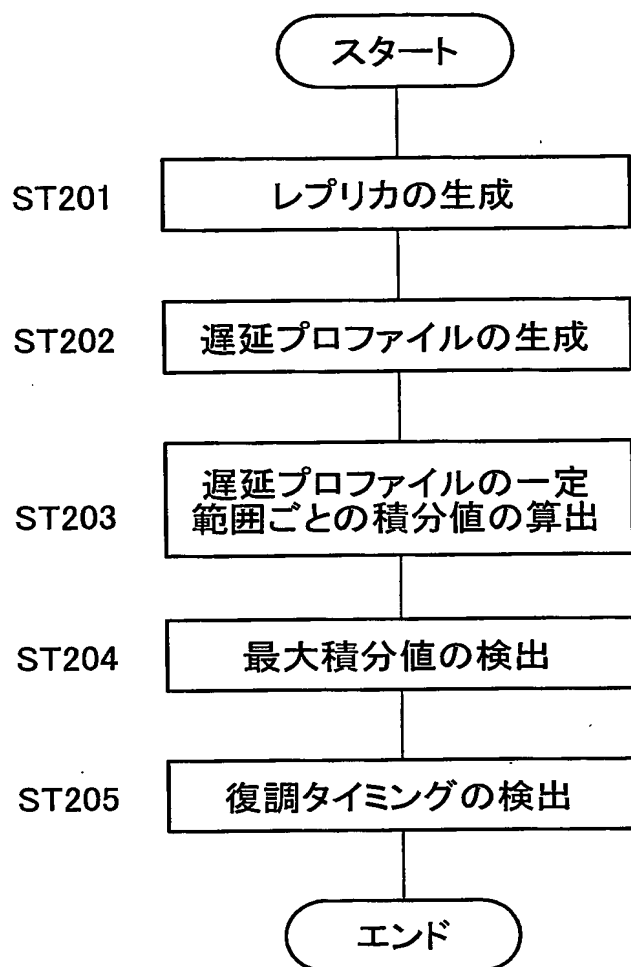 スタート
ST201
レプリカの生成
ST202
遅延プロファイルの生成
ST203
遅延プロファイルの一定
範囲ごとの積分値の算出
ST204
最大積分値の検出
ST205
復調タイミングの検出
エンド